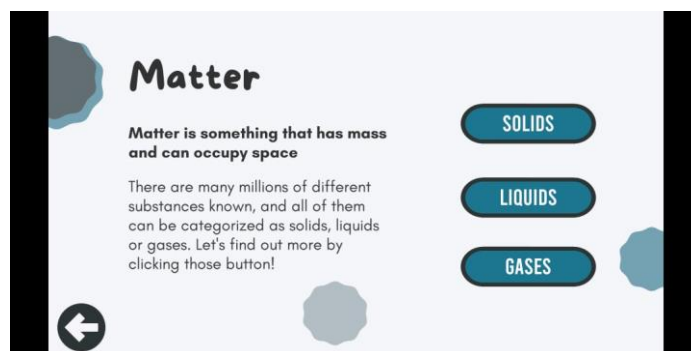 Matter
Matter is something that has mass
and can occupy space
There are many millions of different
substances known, and all of them
can be categorized as solids, liquids
or gases. Let's find out more by
clicking those button!
SOLIDS
LIQUIDS
GASES